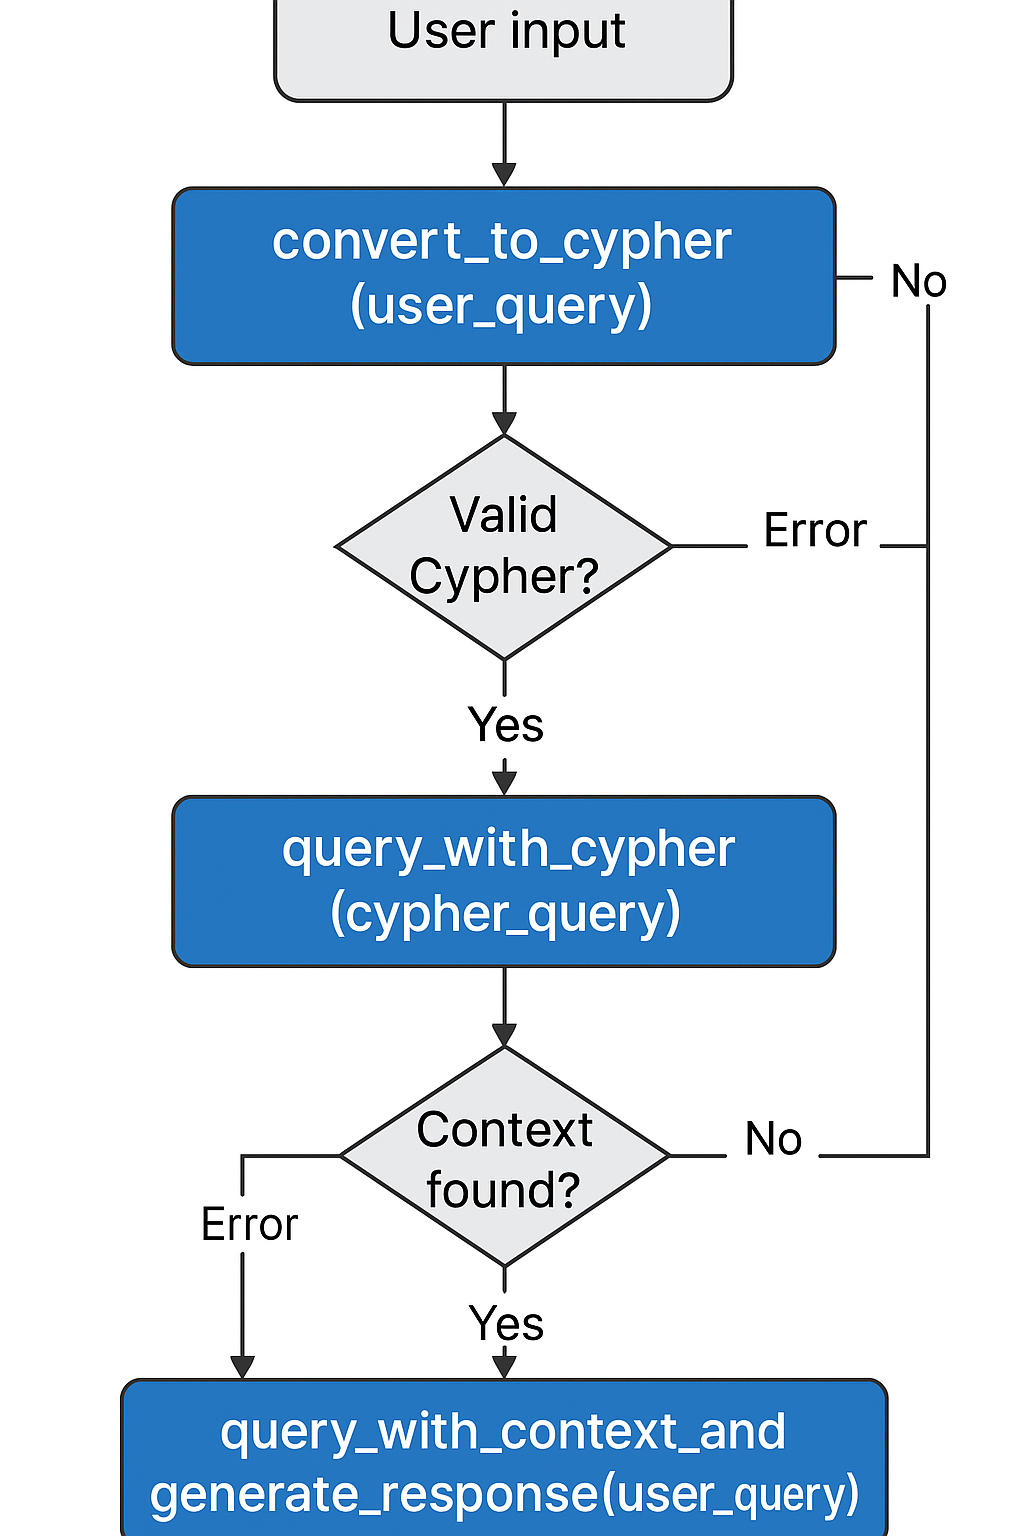 User input
convert_to_cypher
(user_query)
No
Valid
Cypher?
Error
Yes
query_with_cypher
(cypher_query)
Context
found?
No
Error
Yes
query_with_context_and
generate_response(user_query)